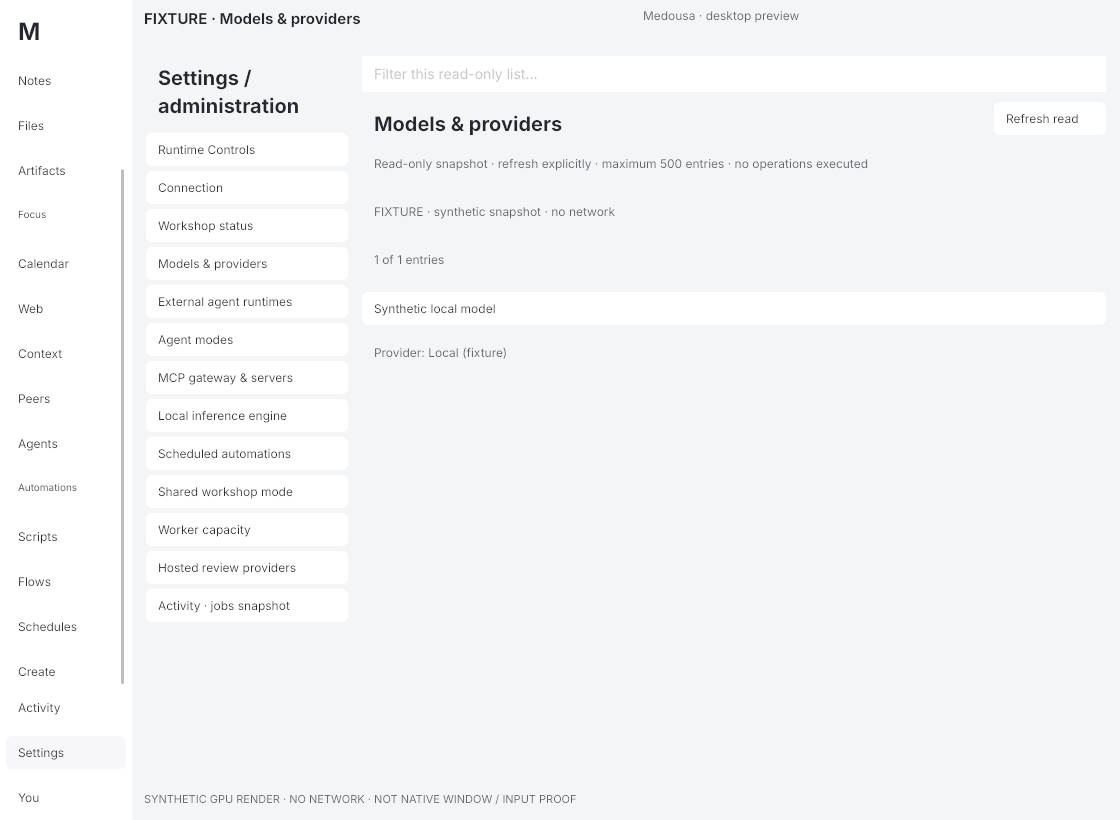 M
Notes
Files
Artifacts
Focus
Calendar
Web
Context
Peers
Agents
Automations
Scripts
Flows
Schedules
Create
Activity
Settings
You
FIXTURE · Models & providers
Medousa · desktop preview
Settings /
administration
Runtime Controls
Connection
Workshop status
Models & providers
External agent runtimes
Agent modes
MCP gateway & servers
Local inference engine
Scheduled automations
Shared workshop mode
Worker capacity
Hosted review providers
Activity · jobs snapshot
Filter this read-only list...
Models & providers
Refresh read
Read-only snapshot · refresh explicitly · maximum 500 entries · no operations executed
FIXTURE · synthetic snapshot · no network
1 of 1 entries
Synthetic local model
Provider: Local (fixture)
SYNTHETIC GPU RENDER · NO NETWORK · NOT NATIVE WINDOW / INPUT PROOF